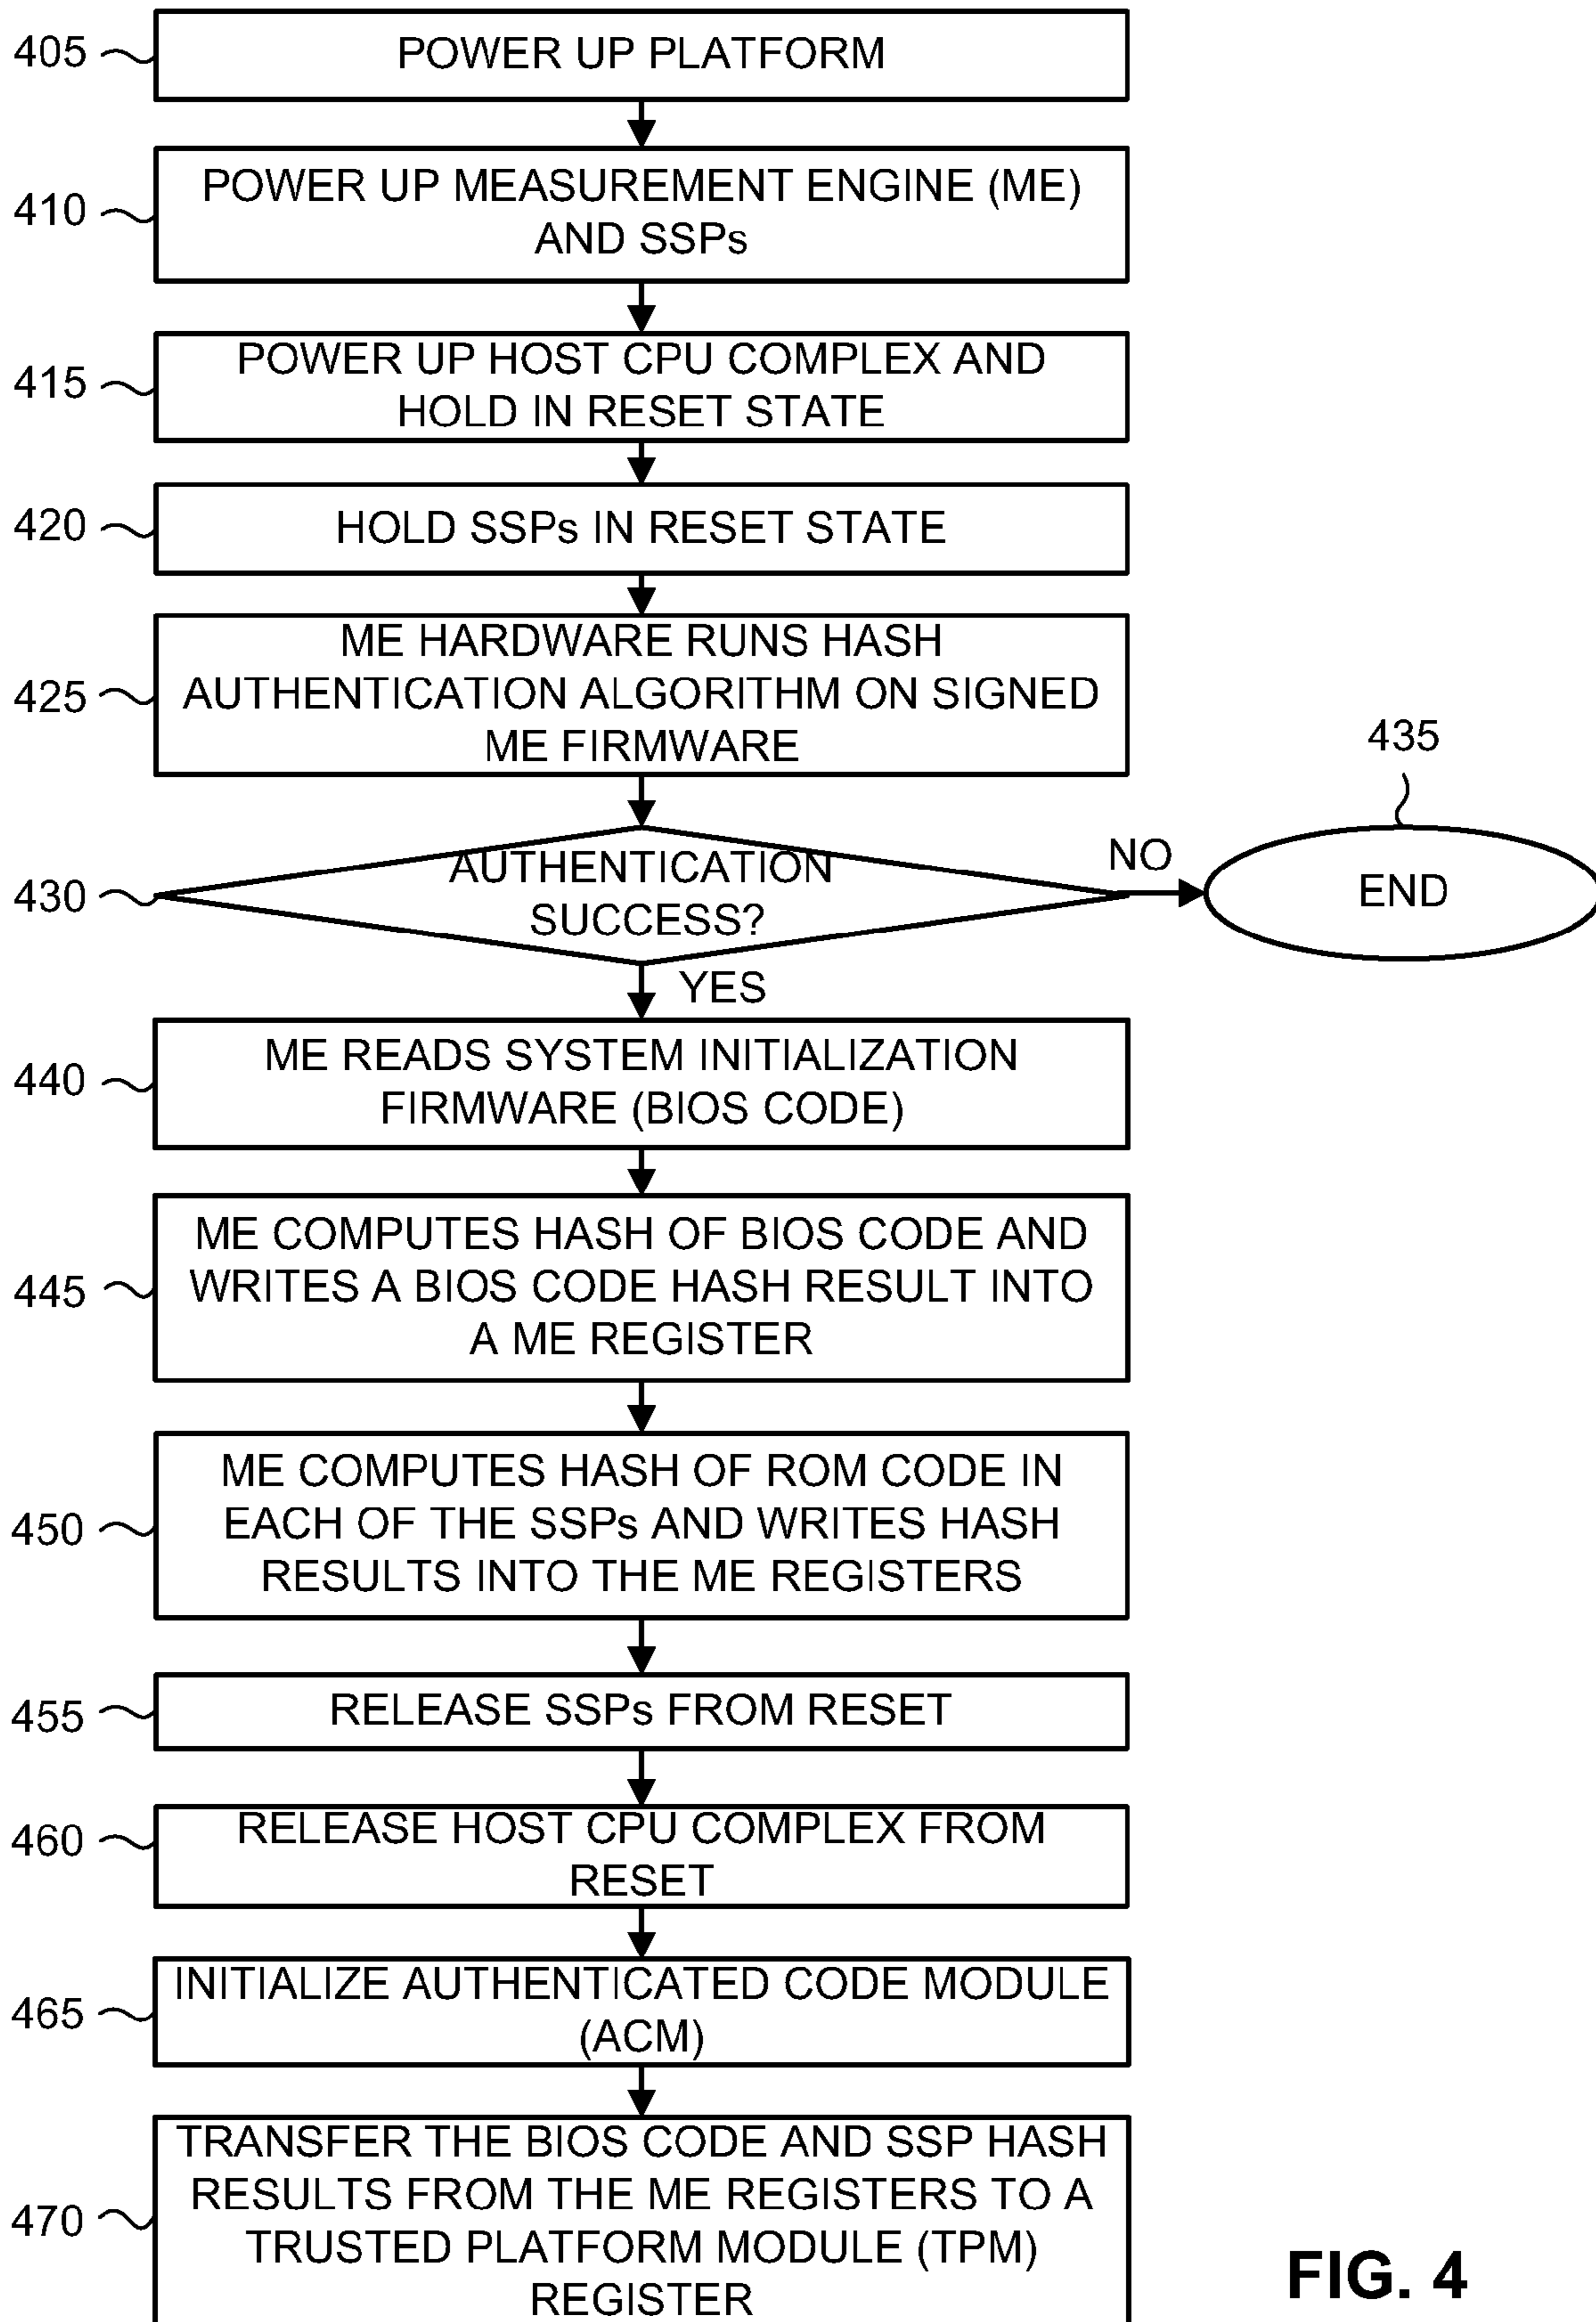 405
POWER UP PLATFORM
410
POWER UP MEASUREMENT ENGINE (ME)
AND SSPs
415
POWER UP HOST CPU COMPLEX AND
HOLD IN RESET STATE
420
HOLD SSPs IN RESET STATE
425
ME HARDWARE RUNS HASH
AUTHENTICATION ALGORITHM ON SIGNED
ME FIRMWARE
430
AUTHENTICATION
SUCCESS?
NO
435
END
YES
440
ME READS SYSTEM INITIALIZATION
FIRMWARE (BIOS CODE)
445
ME COMPUTES HASH OF BIOS CODE AND
WRITES A BIOS CODE HASH RESULT INTO
A ME REGISTER
450
ME COMPUTES HASH OF ROM CODE IN
EACH OF THE SSPs AND WRITES HASH
RESULTS INTO THE ME REGISTERS
455
RELEASE SSPs FROM RESET
460
RELEASE HOST CPU COMPLEX FROM
RESET
465
INITIALIZE AUTHENTICATED CODE MODULE
(ACM)
470
TRANSFER THE BIOS CODE AND SSP HASH
RESULTS FROM THE ME REGISTERS TO A
TRUSTED PLATFORM MODULE (TPM)
REGISTER
FIG. 4